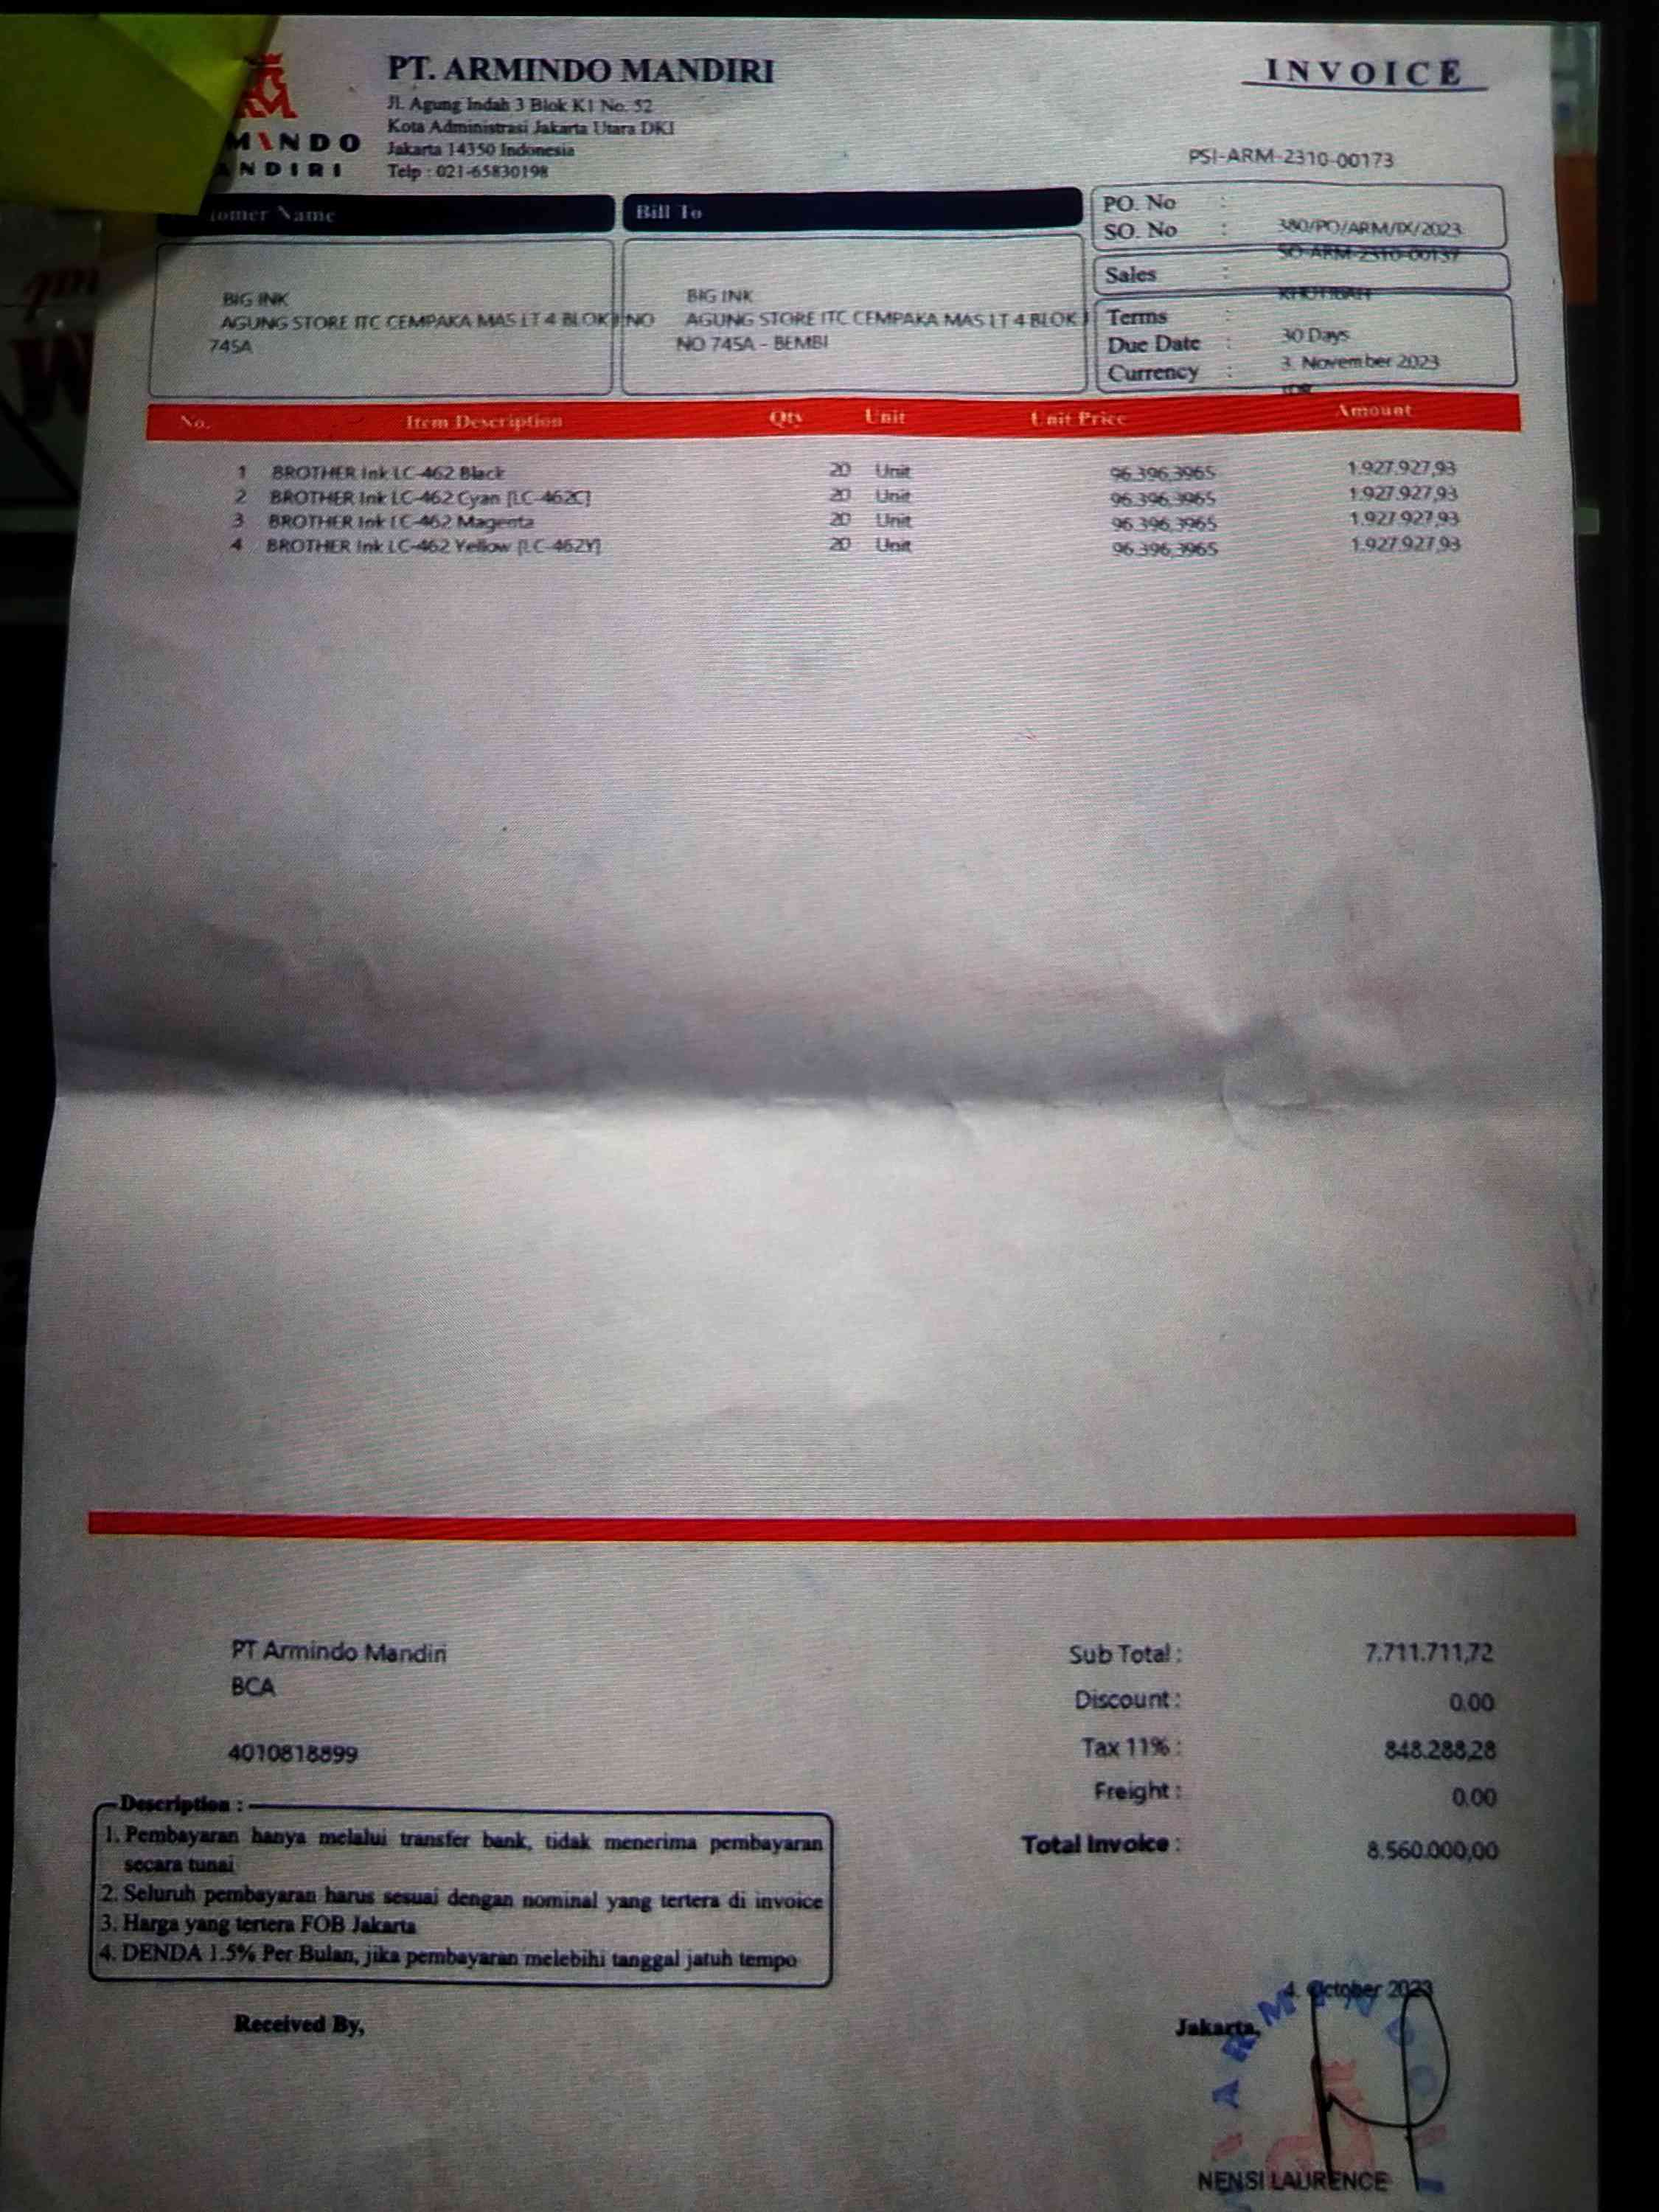 PT. ARMINDO MANDIRI
Jl. Agung Indah 3 Blok K1 No. 52
Kota Administrasi Jakarta Utara DKI
Jakarta 14350 Indonesia
Telp : 021-65830198
MINDO
ANDIRI
INVOICE
PSI-ARM-2310-00173
tomer Name
Bill To
BIG INK
AGUNG STORE ITC CEMPAKA MAS LT 4 BLOK NO
745A
BIG INK
AGUNG STORE ITC CEMPAKA MAS LT 4 BLOK
NO 745A - BEMBI
PO. No :
SO. No : 380/PO/ARM/IX/2023
SO-ARM-2310-00137
Sales :
Terms : 30 Days
Due Date : 3. November 2023
Currency : IDR
No. Item Description Qty Unit Unit Price Amount
1 BROTHER Ink LC-462 Black 20 Unit 96.396,3965 1.927.927,93
2 BROTHER Ink LC-462 Cyan [LC-462C] 20 Unit 96.396,3965 1.927.927,93
3 BROTHER Ink LC-462 Magenta 20 Unit 96.396,3965 1.927.927,93
4 BROTHER Ink LC-462 Yellow [LC-462Y] 20 Unit 96.396,3965 1.927.927,93
PT Armindo Mandiri
BCA
4010818899
Sub Total : 7.711.711,72
Discount : 0.00
Tax 11% : 848.288,28
Freight : 0.00
Total Invoice : 8.560.000,00
Description :
1. Pembayaran hanya melalui transfer bank, tidak menerima pembayaran
secara tunai
2. Seluruh pembayaran harus sesuai dengan nominal yang tertera di invoice
3. Harga yang tertera FOB Jakarta
4. DENDA 1.5% Per Bulan, jika pembayaran melebihi tanggal jatuh tempo
Received By,
4. October 2023
Jakarta,
NENSI LAURENCE